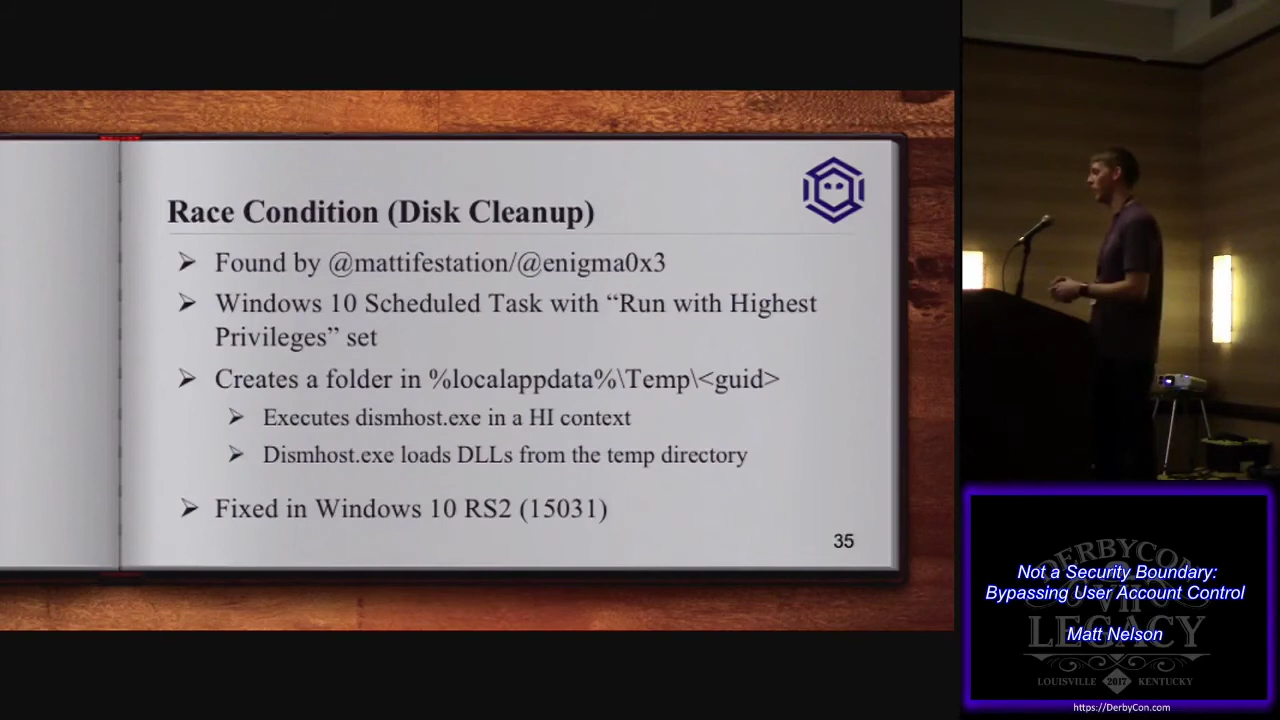 Race Condition (Disk Cleanup)
➢ Found by @mattifestation/@enigma0x3
➢ Windows 10 Scheduled Task with “Run with Highest
Privileges” set
➢ Creates a folder in %localappdata%\Temp\<guid>
➢ Executes dismhost.exe in a HI context
➢ Dismhost.exe loads DLLs from the temp directory
➢ Fixed in Windows 10 RS2 (15031)
35
DERBYCON
VII
LEGACY
LOUISVILLE 2017 KENTUCKY
Not a Security Boundary:
Bypassing User Account Control
Matt Nelson
https://DerbyCon.com